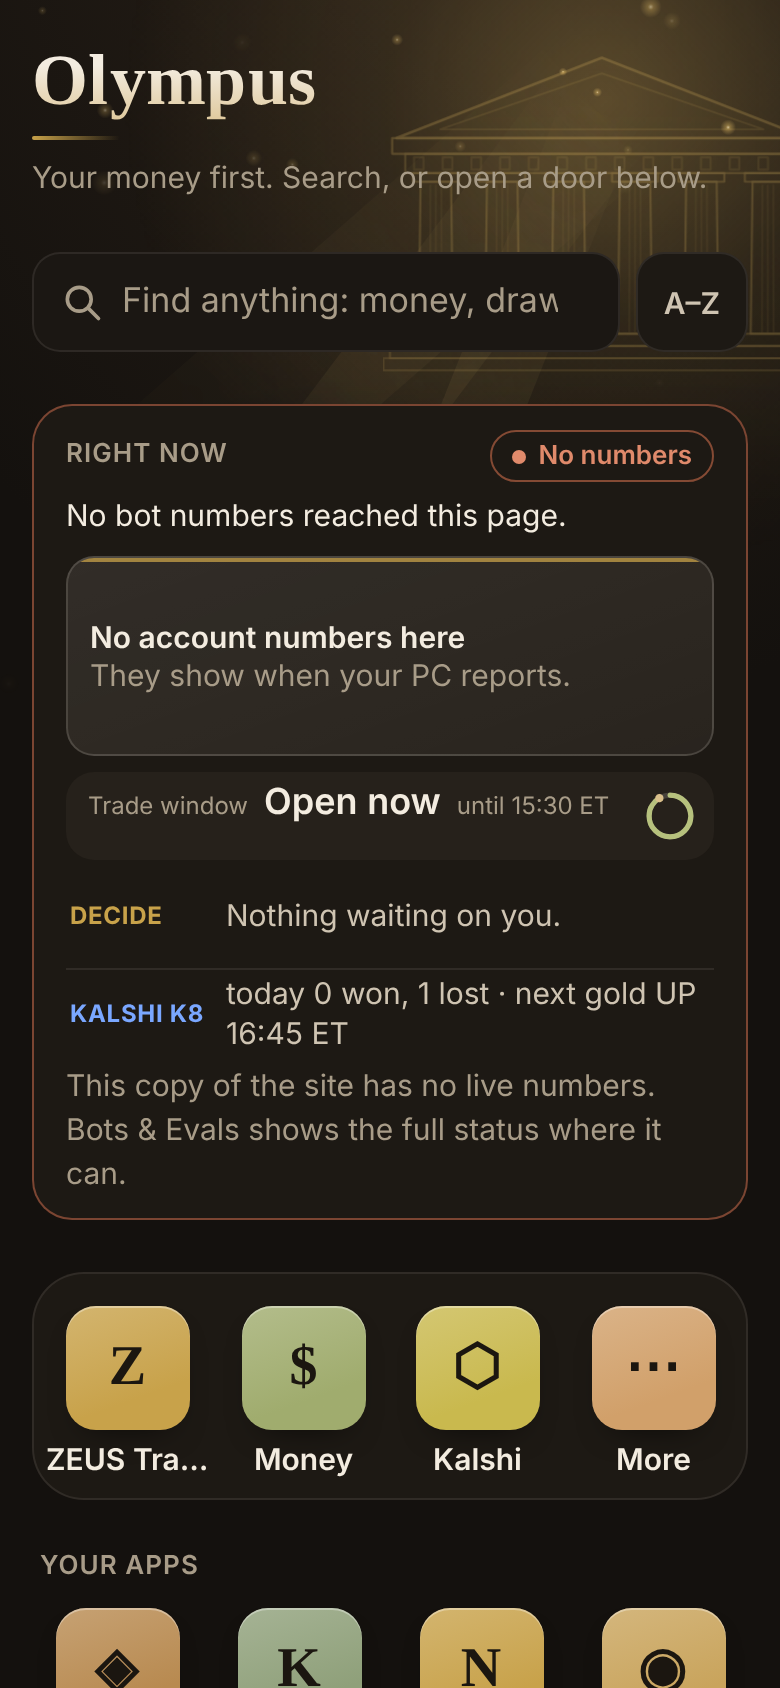 Olympus
Your money first. Search, or open a door below.
Find anything: money, draw
A–Z
RIGHT NOW
No numbers
No bot numbers reached this page.
No account numbers here
They show when your PC reports.
Trade window Open now until 15:30 ET
DECIDE
Nothing waiting on you.
KALSHI K8
today 0 won, 1 lost · next gold UP
16:45 ET
This copy of the site has no live numbers.
Bots & Evals shows the full status where it
can.
Z
$
ZEUS Tra...
Money
Kalshi
More
YOUR APPS
K
N